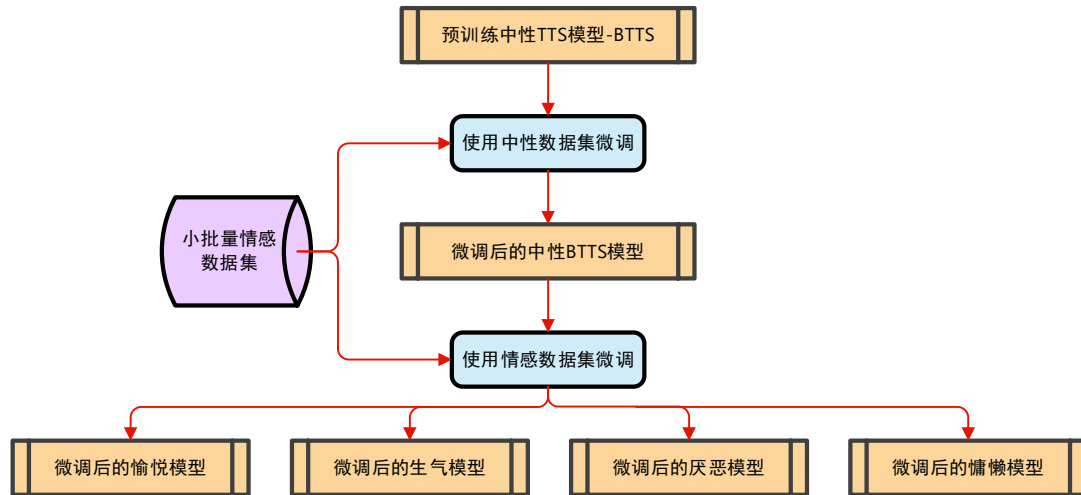 预训练中性TTS模型-BTTS
使用中性数据集微调
小批量情感
数据集
微调后的中性BTTS模型
使用情感数据集微调
微调后的愉悦模型
微调后的生气模型
微调后的厌恶模型
微调后的慵懒模型